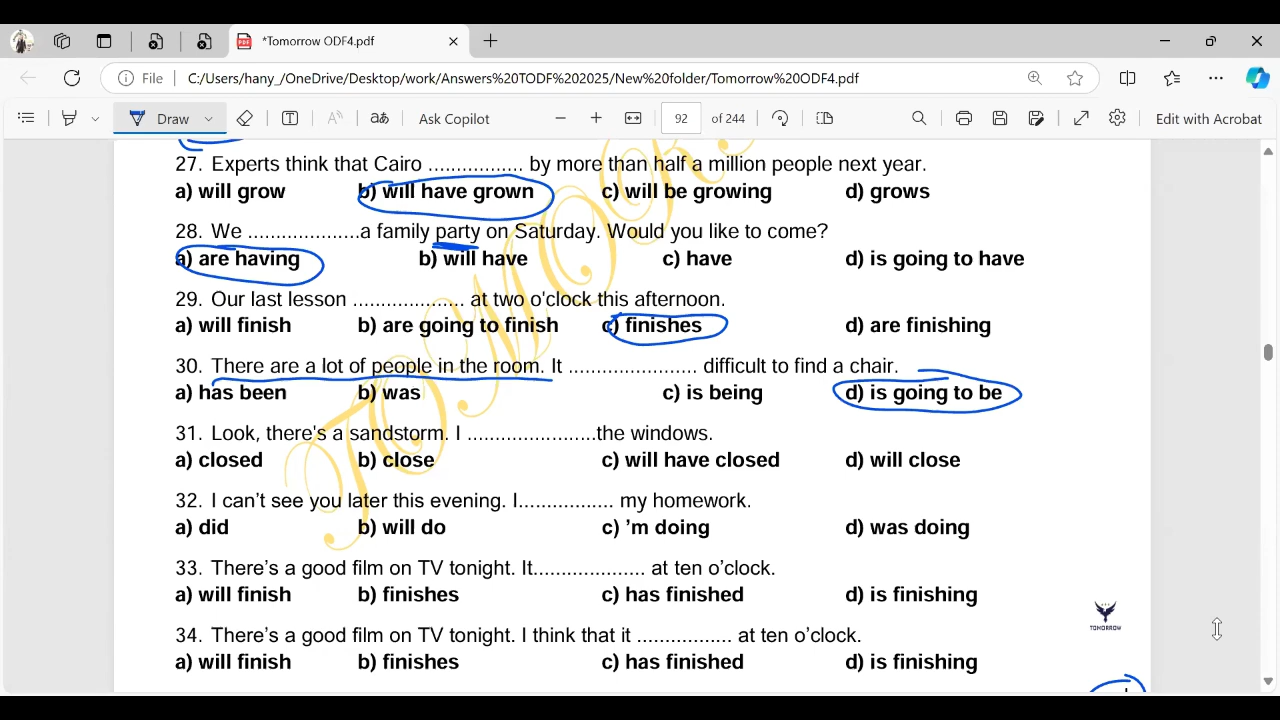 *Tomorrow ODF4.pdf
File
C:/Users/hany_/OneDrive/Desktop/work/Answers%20TODF%202025/New%20folder/Tomorrow%20ODF4.pdf
Draw
Ask Copilot
92 of 244
Edit with Acrobat
27. Experts think that Cairo ................. by more than half a million people next year.
a) will grow b) will have grown c) will be growing d) grows
28. We ....................a family party on Saturday. Would you like to come?
a) are having b) will have c) have d) is going to have
29. Our last lesson .................... at two o'clock this afternoon.
a) will finish b) are going to finish c) finishes d) are finishing
30. There are a lot of people in the room. It ....................... difficult to find a chair.
a) has been b) was c) is being d) is going to be
31. Look, there's a sandstorm. I .......................the windows.
a) closed b) close c) will have closed d) will close
32. I can’t see you later this evening. I................. my homework.
a) did b) will do c) ’m doing d) was doing
33. There’s a good film on TV tonight. It.................... at ten o’clock.
a) will finish b) finishes c) has finished d) is finishing
34. There’s a good film on TV tonight. I think that it ................. at ten o’clock.
a) will finish b) finishes c) has finished d) is finishing
TOMORROW
TOMORROW